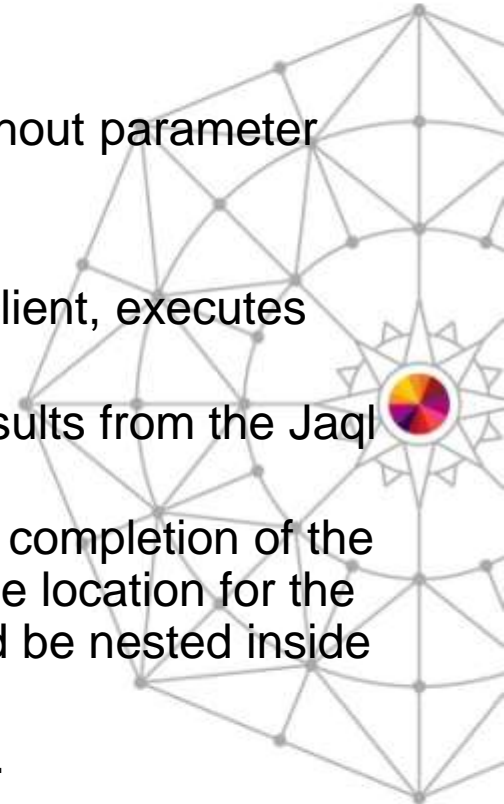 hout parameter
lient, executes
sults from the Jaql
completion of the
e location for the
d be nested inside
.